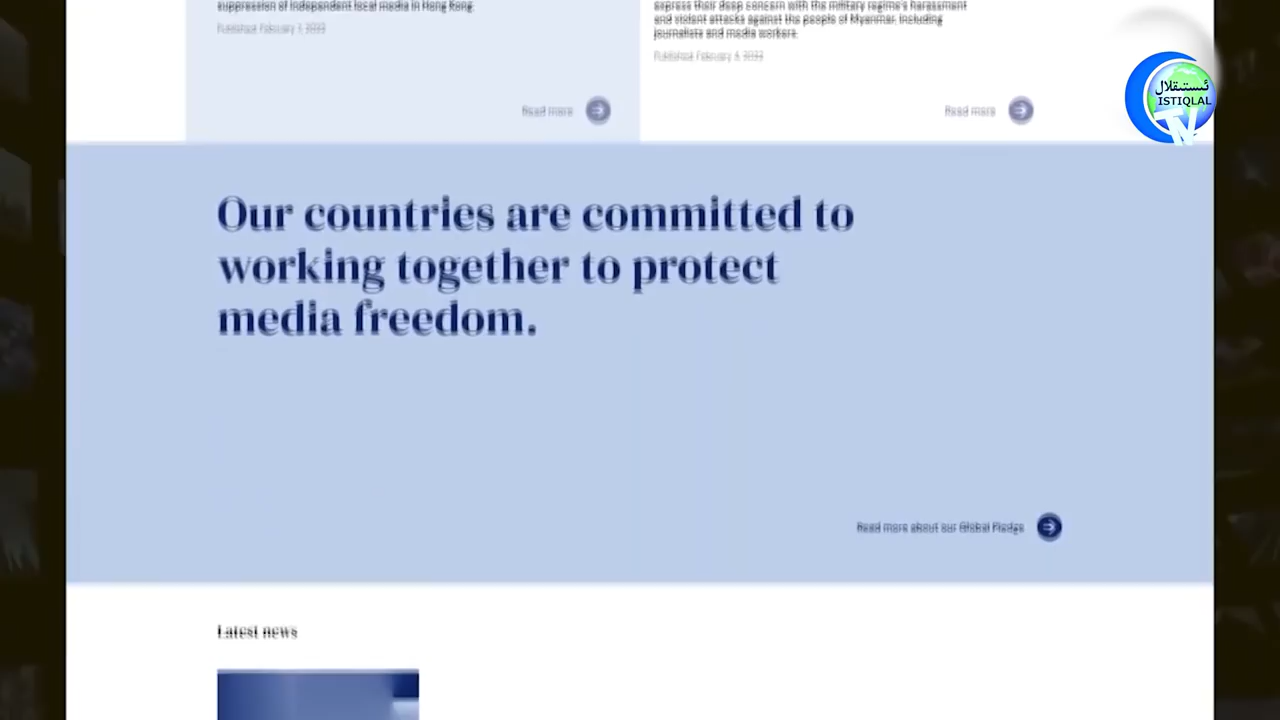 suppression of independent local media in Hong Kong.
express their deep concern with the military regime's harassment
and violent attacks against the people of Myanmar, including
journalists and media workers.
Read more
Read more
ئىستىقلال
ISTIQLAL
TV
Our countries are committed to
working together to protect
media freedom.
Read more about our Global Pledge
Latest news